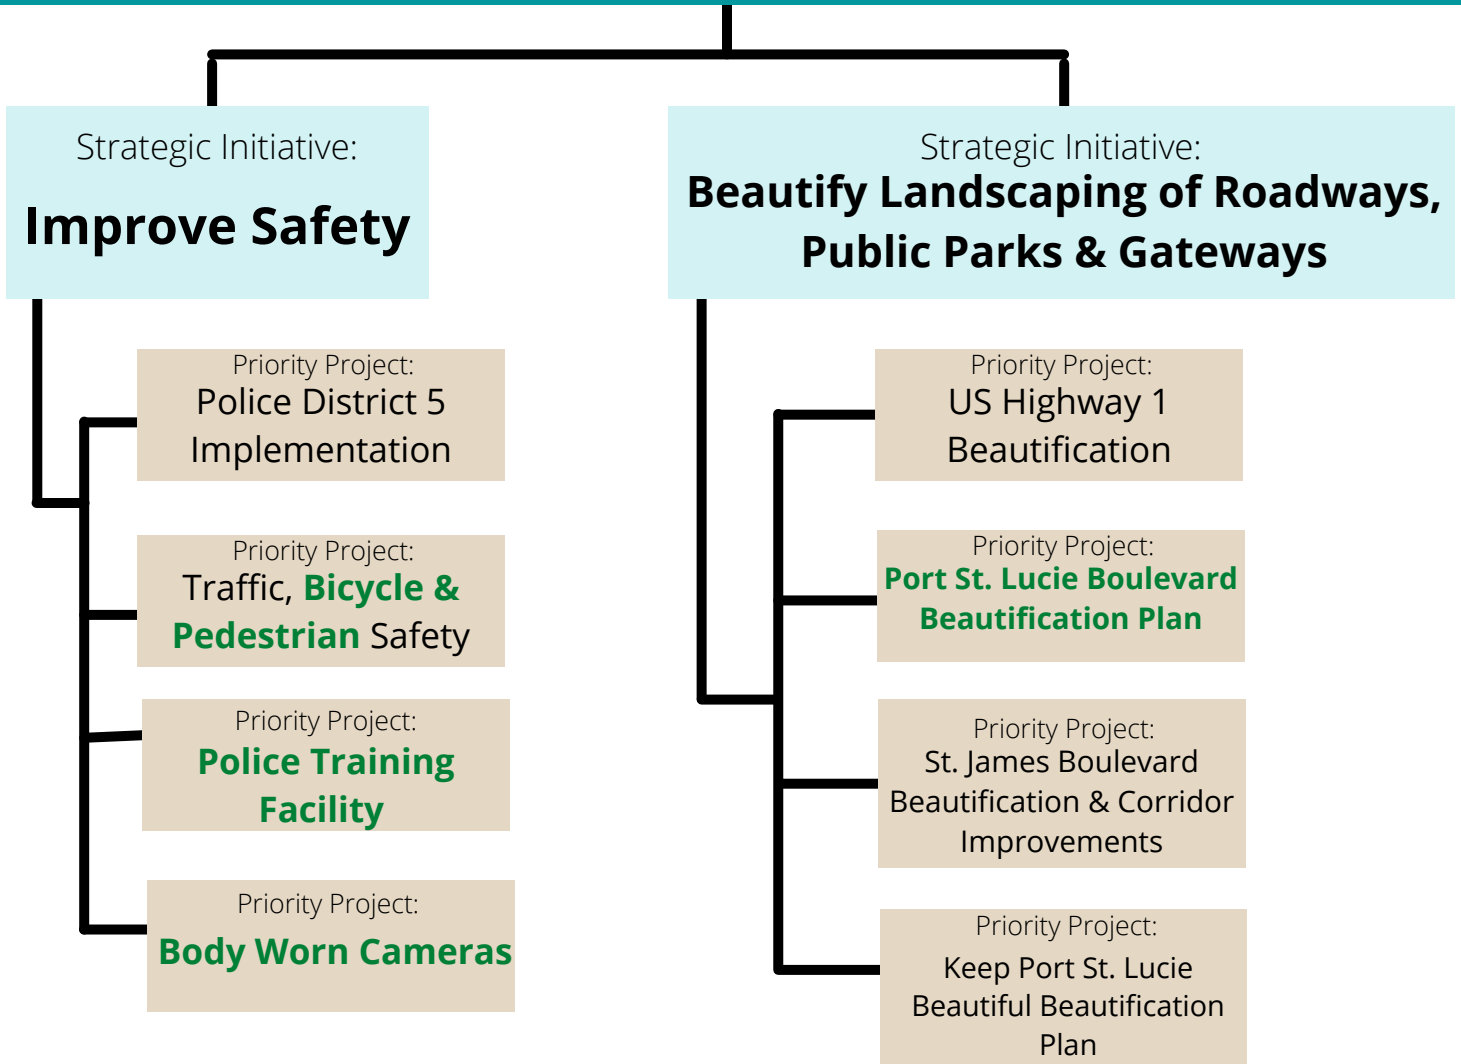 Strategic Initiative:
Improve Safety
Priority Project:
Police District 5
Implementation
Priority Project:
Traffic, Bicycle &
Pedestrian Safety
Priority Project:
Police Training
Facility
Priority Project:
Body Worn Cameras
Strategic Initiative:
Beautify Landscaping of Roadways,
Public Parks & Gateways
Priority Project:
US Highway 1
Beautification
Priority Project:
Port St. Lucie Boulevard
Beautification Plan
Priority Project:
St. James Boulevard
Beautification & Corridor
Improvements
Priority Project:
Keep Port St. Lucie
Beautiful Beautification
Plan